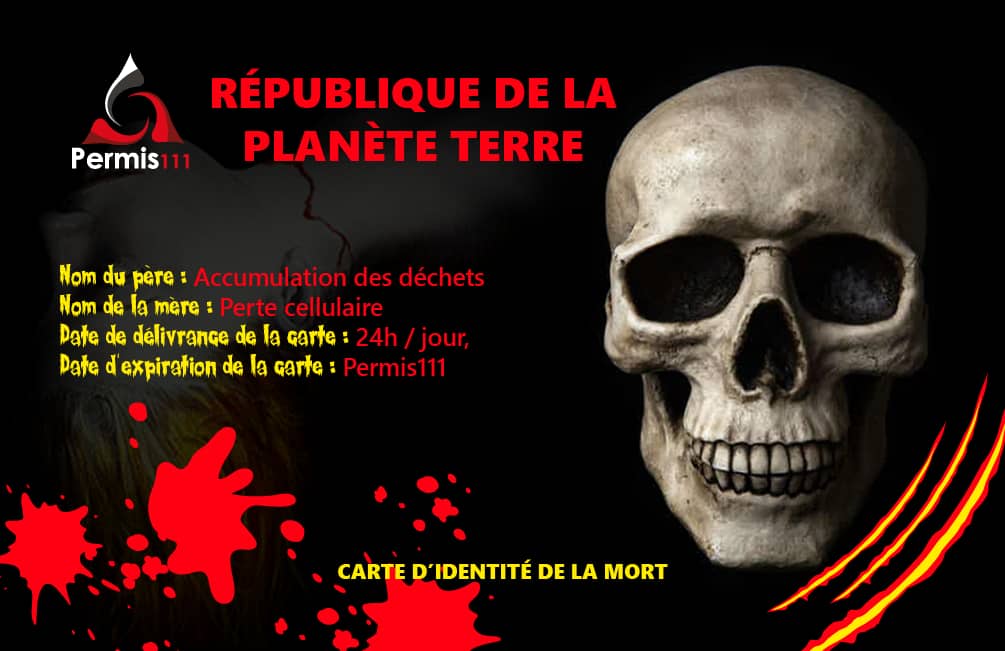 Permis111
RÉPUBLIQUE DE LA
PLANÈTE TERRE
Nom du père : Accumulation des déchets
Nom de la mère : Perte cellulaire
Date de délivrange de la carte : 24h / jour,
Date d'expiration de la carte : Permis111
CARTE D´IDENTITÉ DE LA MORT